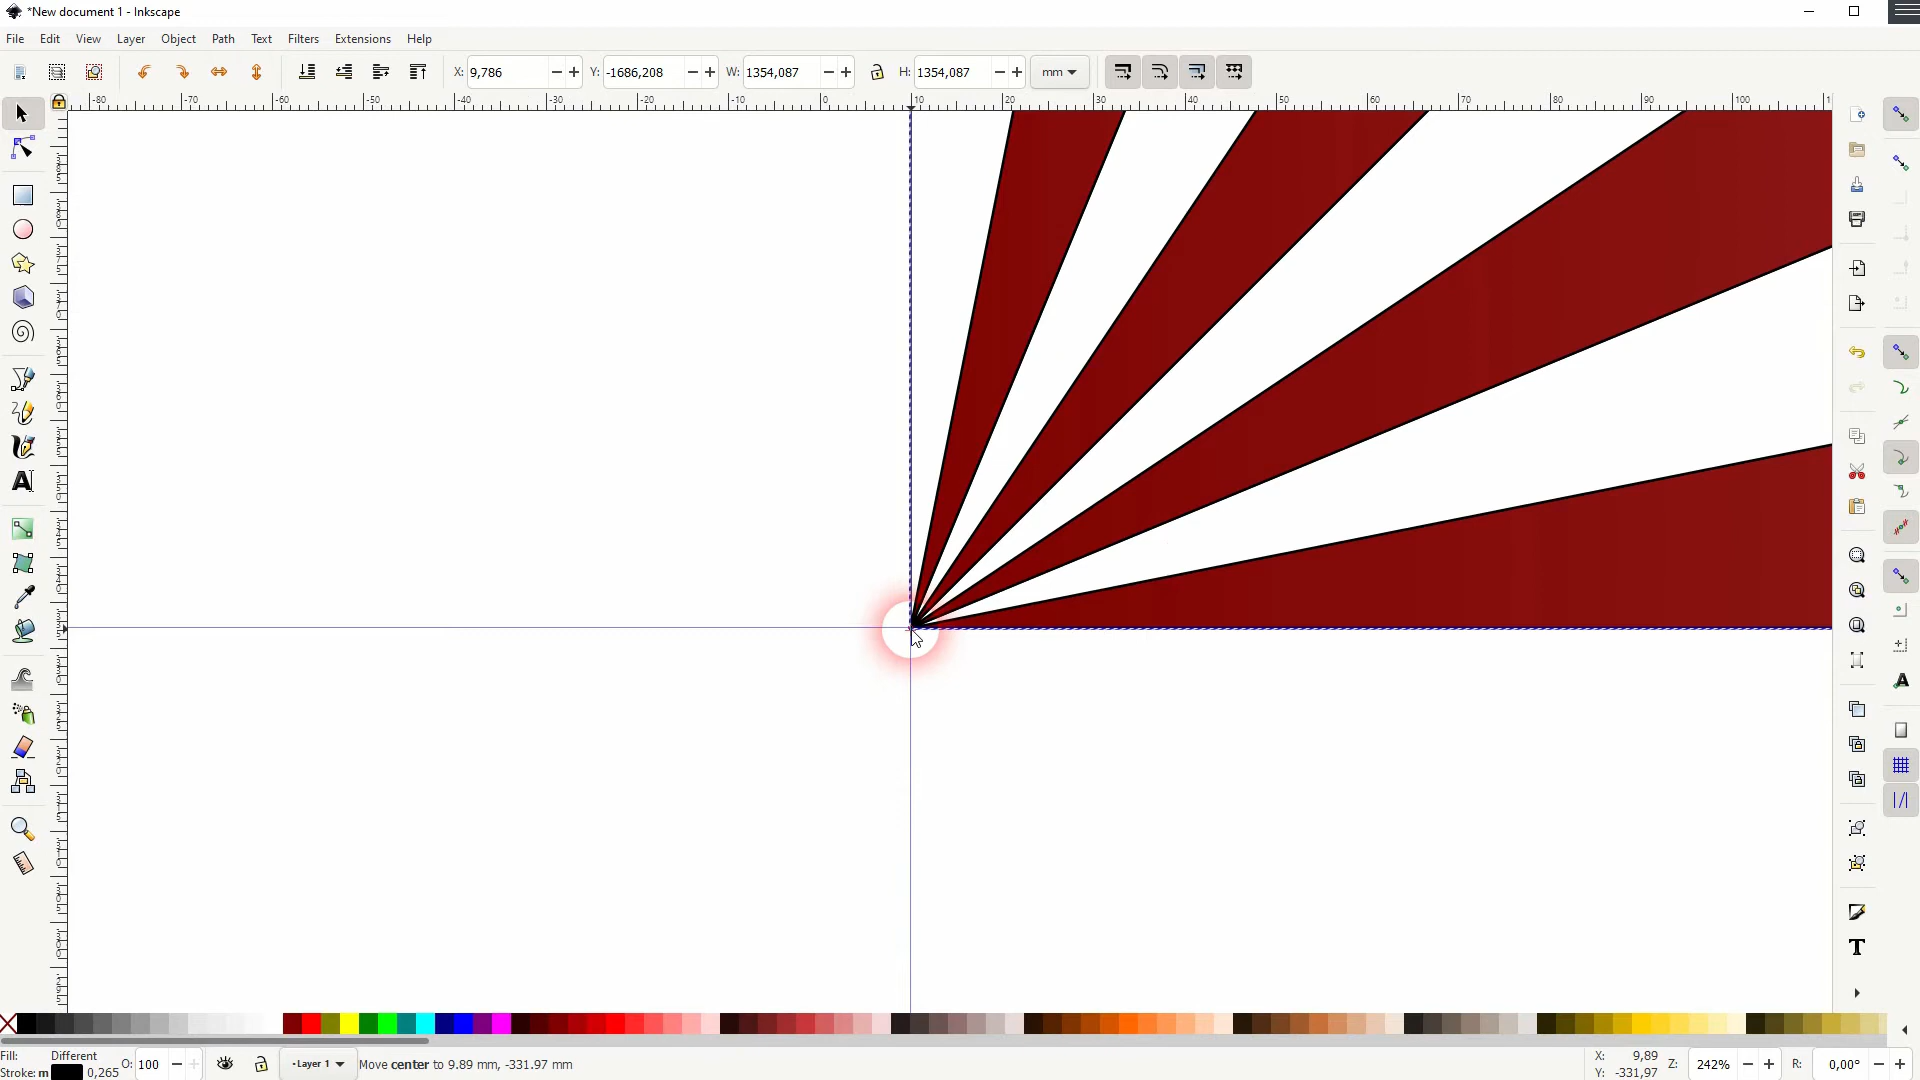 *New document 1 - Inkscape
File Edit View Layer Object Path Text Filters Extensions Help
X: 9,786 Y: -1686,208 W: 1354,087 H: 1354,087 mm
-80 -70 -60 -50 -40 -30 -20 -10 0 10 20 30 40 50 60 70 80 90 100 1
Fill: Different O: 100
Stroke: m 0,265
•Layer 1
Move center to 9.89 mm, -331.97 mm
X: 9,89
Y: -331,97
Z: 242% R: 0,00°